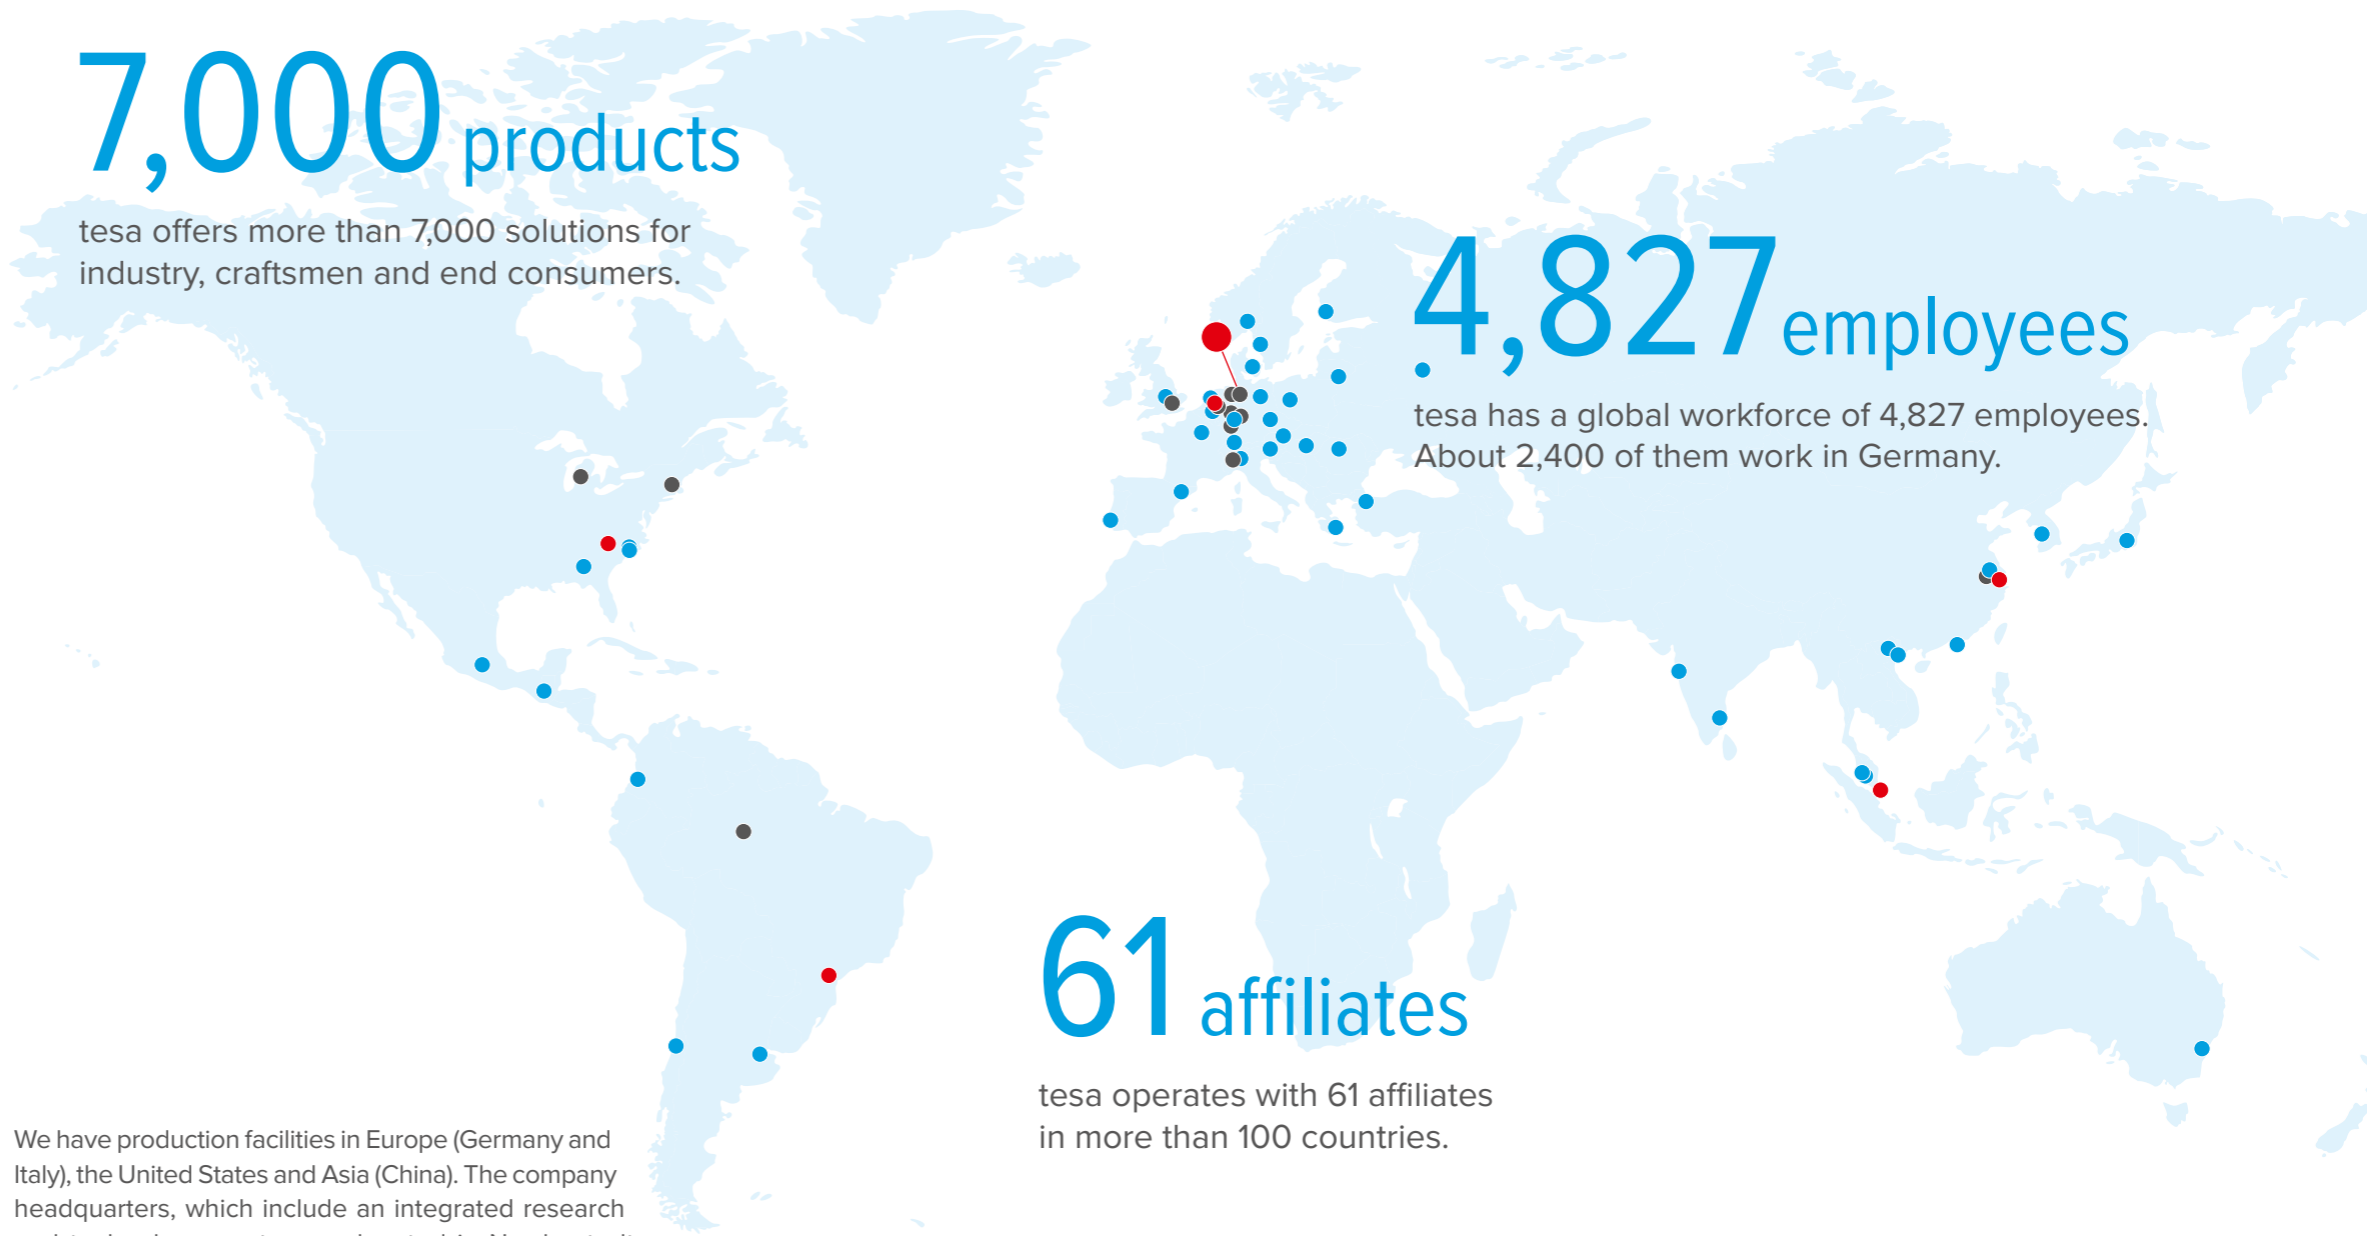 7,000 products
tesa offers more than 7,000 solutions for
industry, craftsmen and end consumers.
4,827 employees
tesa has a global workforce of 4,827 employees.
About 2,400 of them work in Germany.
61 affiliates
tesa operates with 61 affiliates
in more than 100 countries.
We have production facilities in Europe (Germany and
Italy), the United States and Asia (China). The company
headquarters, which include an integrated research